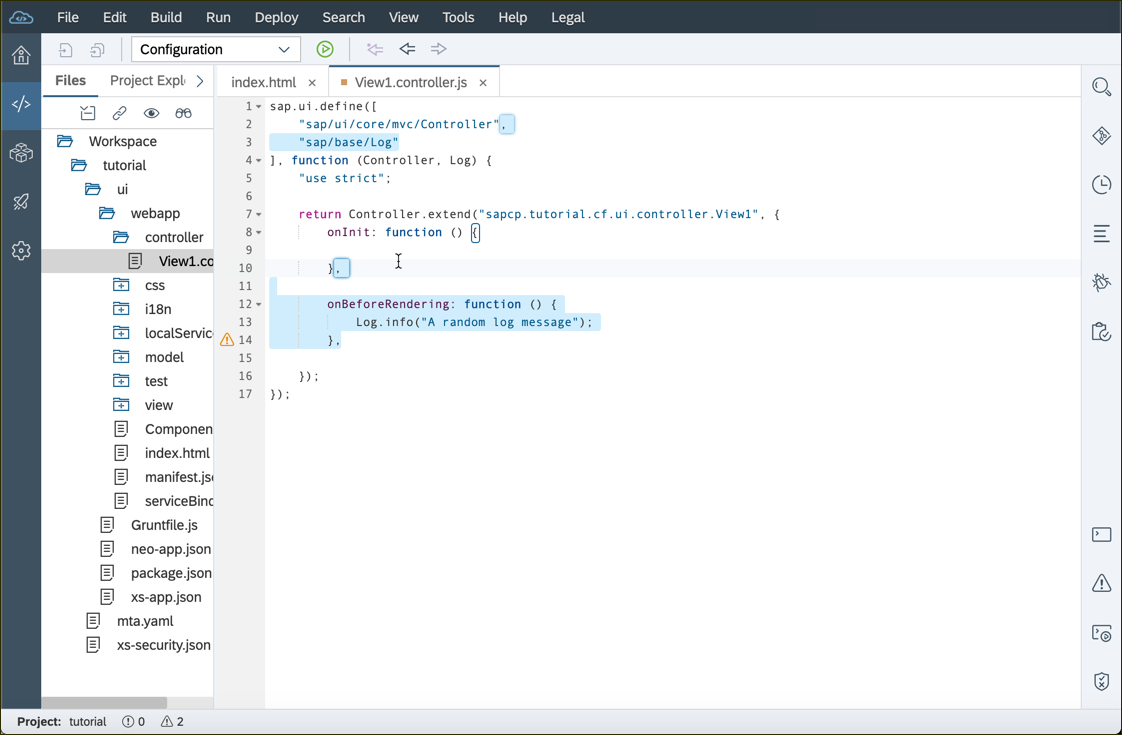 File Edit Build Run Deploy Search View Tools Help Legal
Configuration
Files Project Expl
index.html × View1.controller.js ×
Workspace
tutorial
ui
webapp
controller
View1.co
css
i18n
localServic
model
test
view
Componen
index.html
manifest.jso
serviceBind
Gruntfile.js
neo-app.json
package.json
xs-app.json
mta.yaml
xs-security.json
1 sap.ui.define([
2 "sap/ui/core/mvc/Controller",
3 "sap/base/Log"
4 ], function (Controller, Log) {
5 "use strict";
6
7 return Controller.extend("sapcp.tutorial.cf.ui.controller.View1", {
8 onInit: function () {
9
10 },
11
12 onBeforeRendering: function () {
13 Log.info("A random log message");
14 },
15
16 });
17 });
Project: tutorial 0 2